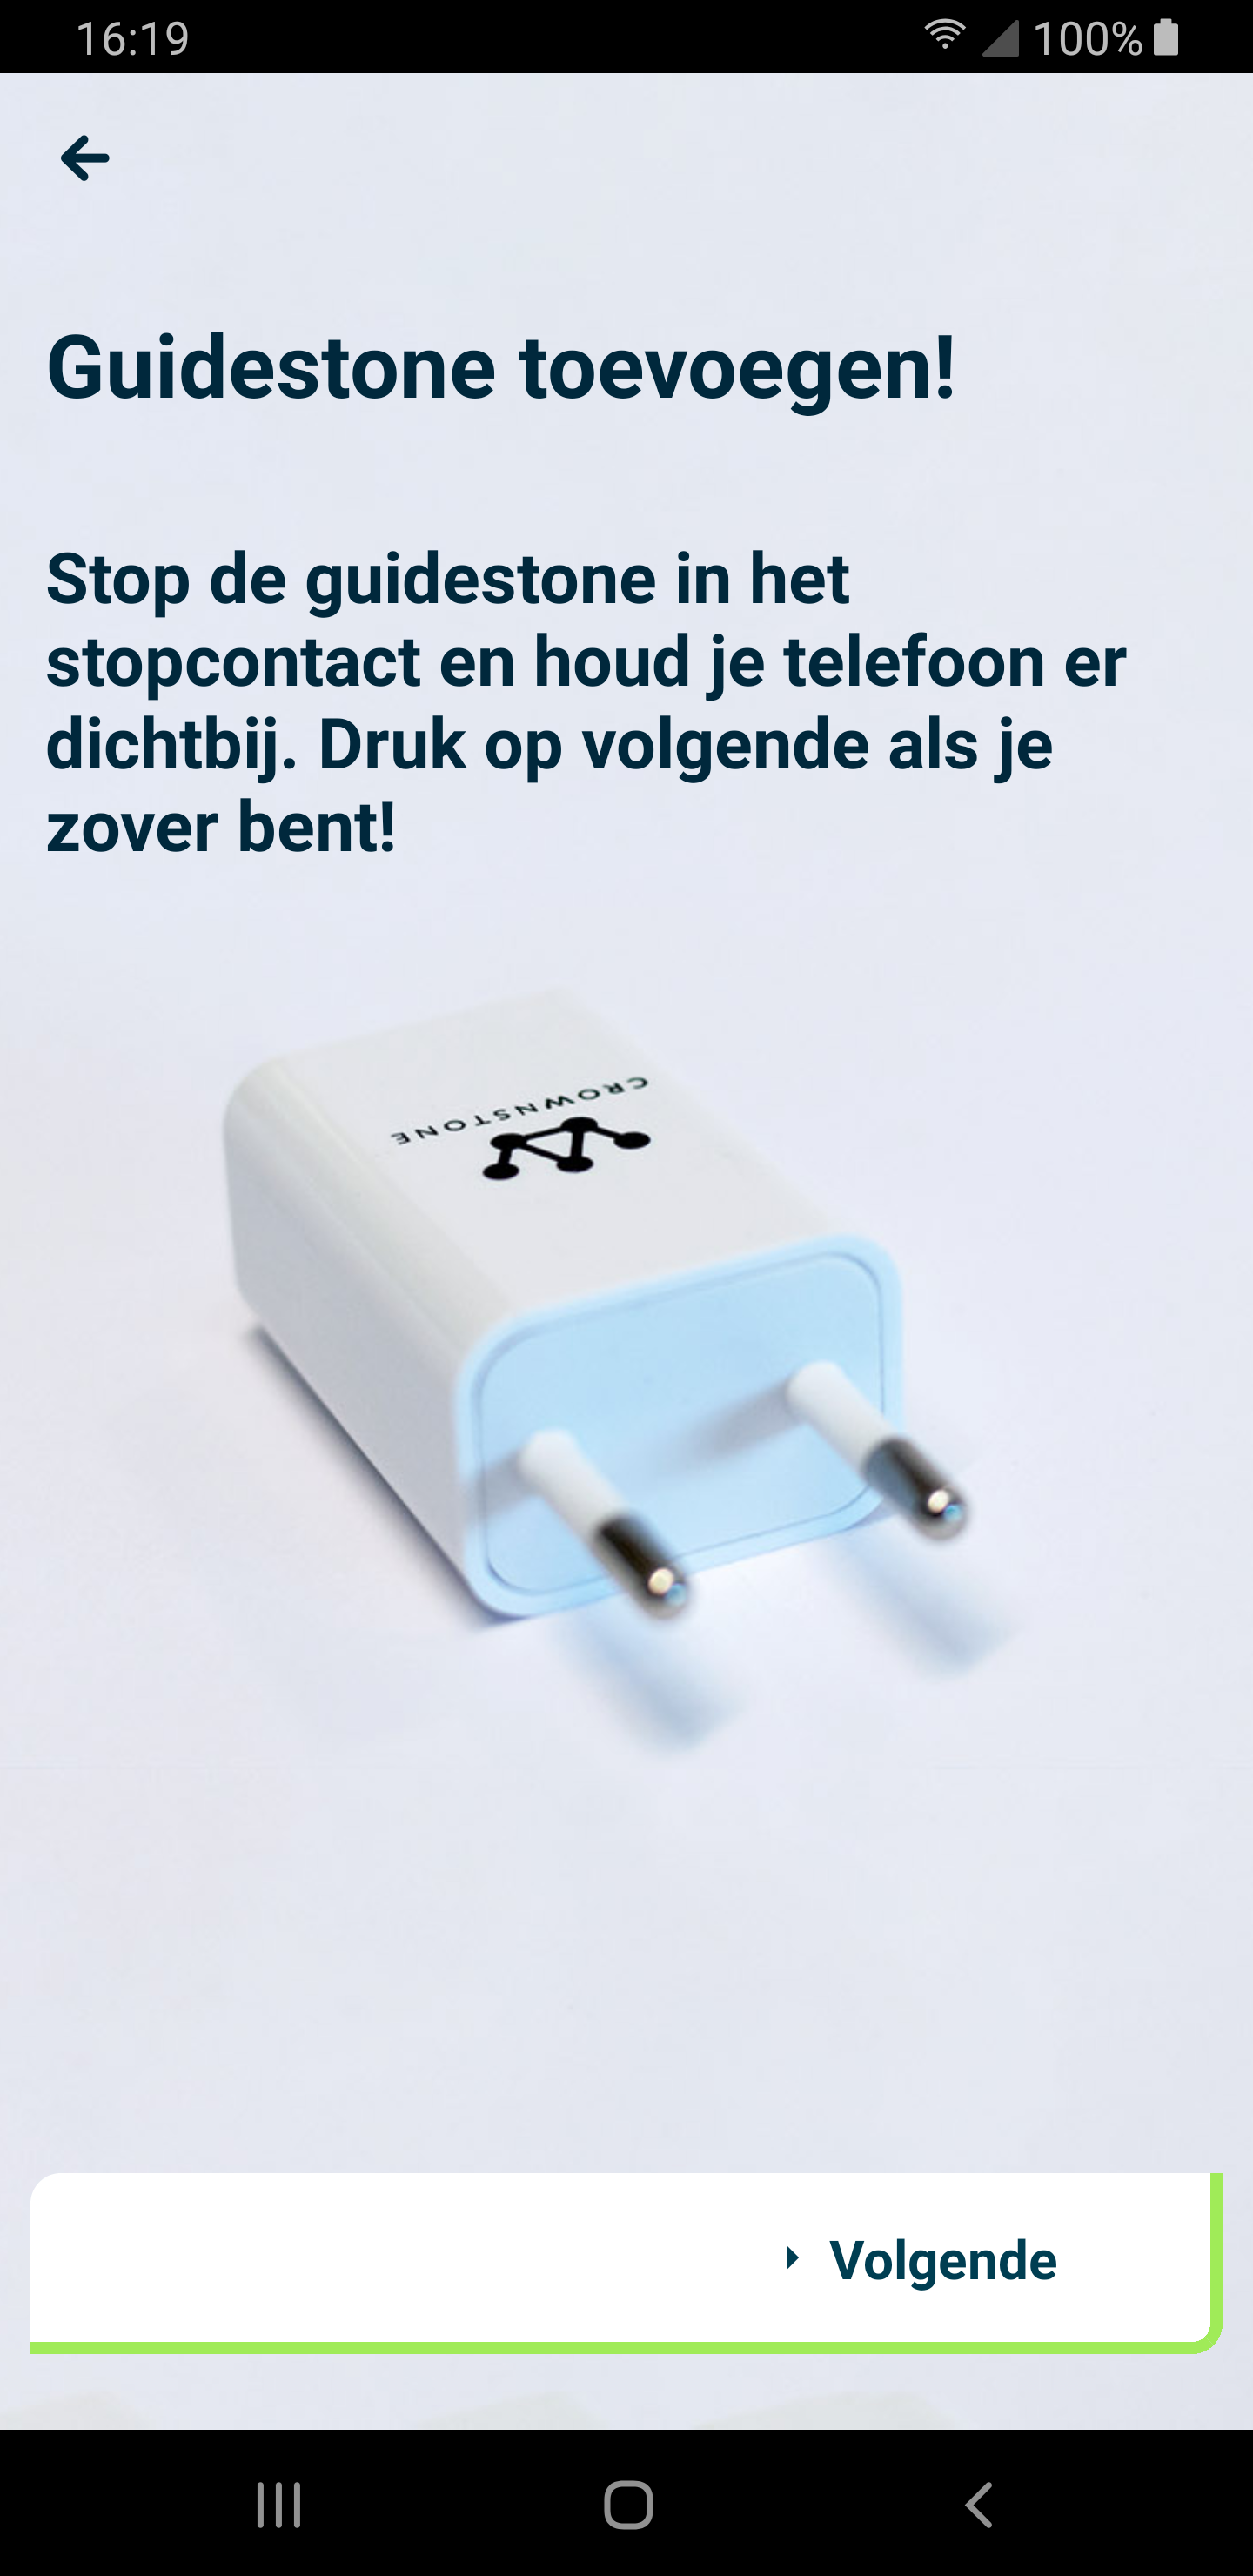 16:19
100%
Guidestone toevoegen!
Stop de guidestone in het
stopcontact en houd je telefoon er
dichtbij. Druk op volgende als je
zover bent!
CROWNSTONE
Volgende